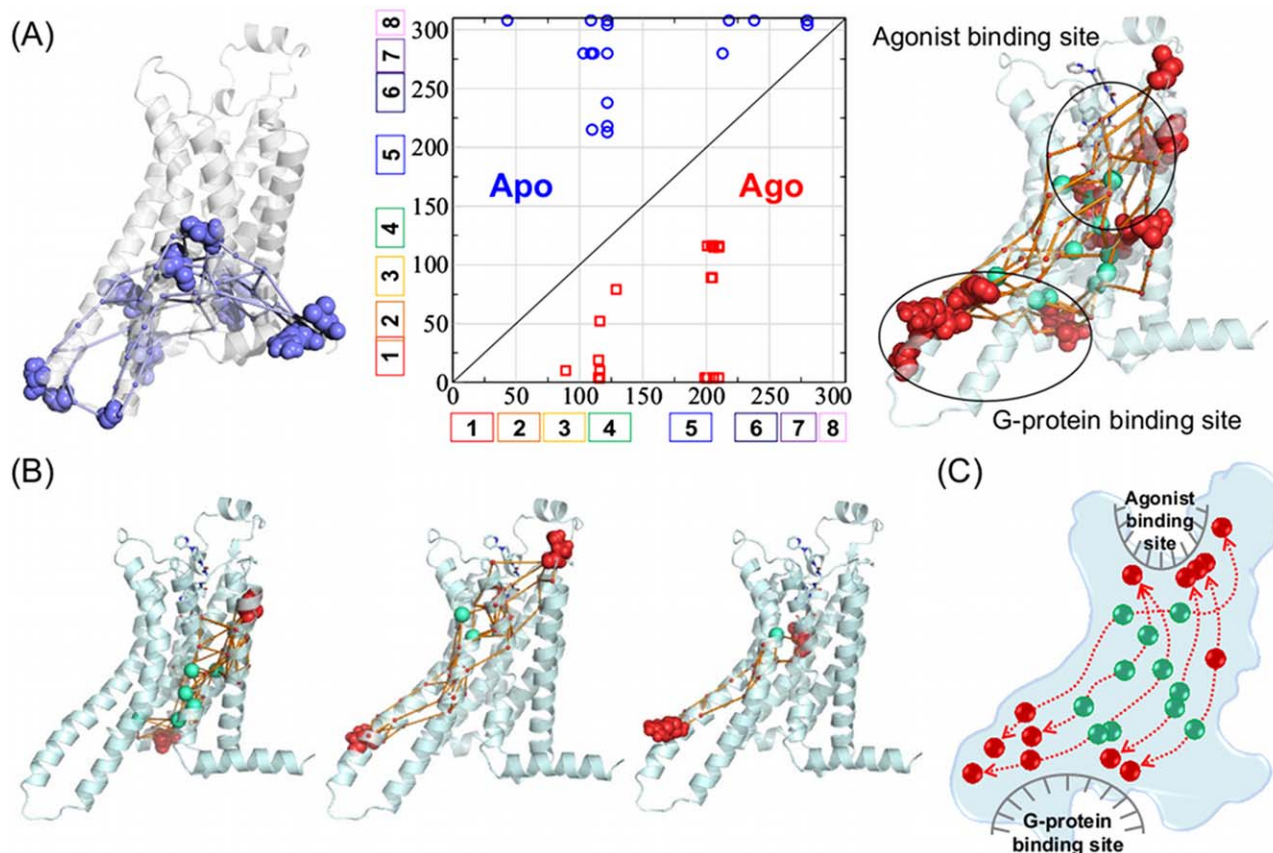 (A)
8
7
6
5
4
3
2
1
300
250
200
150
100
50
0
Apo
Ago
0 50 100 150 200 250 300
1 2 3 4 5 6 7 8
Agonist binding site
G-protein binding site
(B)
(C)
Agonist
binding
site
G-protein
binding site